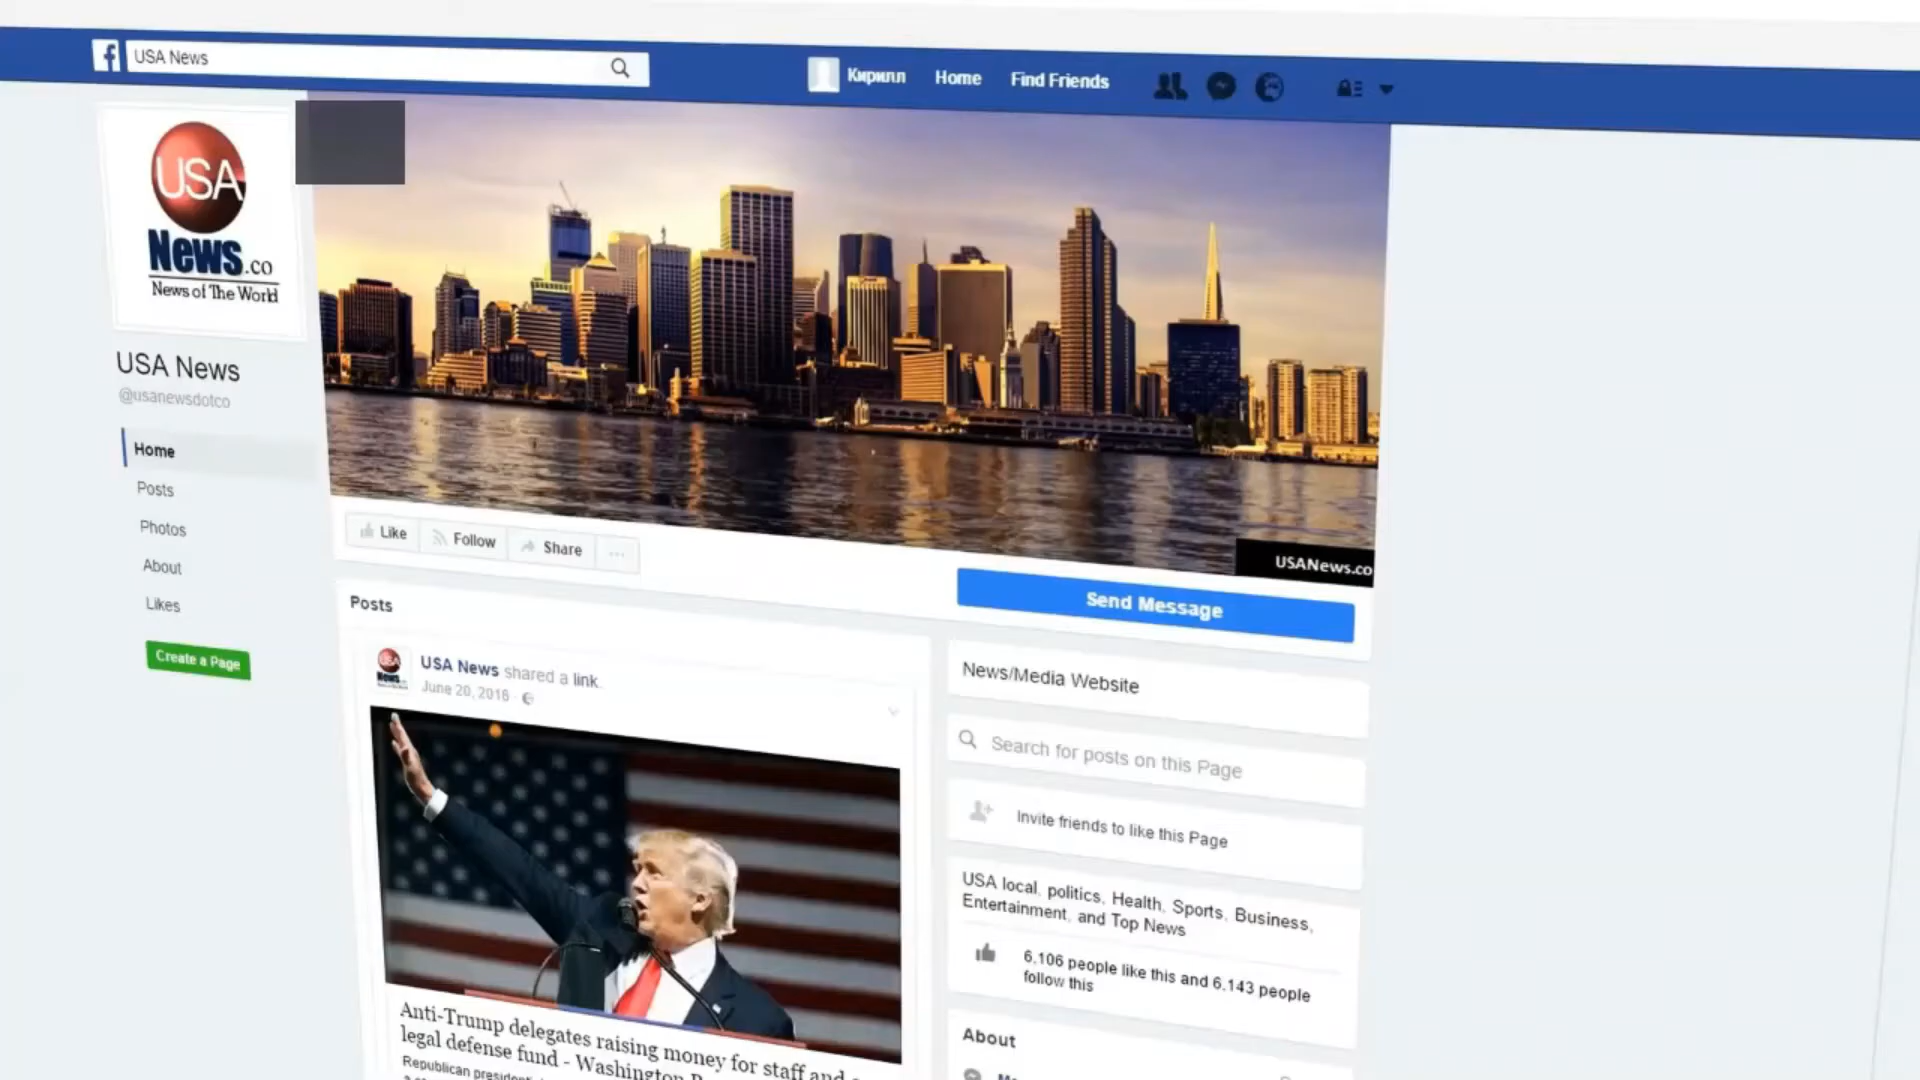 USA News
Кирилл
Home
Find Friends
USA
News.co
News of The World
USA News
@usanewsdotco
Home
Posts
Photos
About
Likes
Create a Page
USANews.co
Like
Follow
Share
Send Message
Posts
USA News shared a link.
June 20, 2016
News/Media Website
Search for posts on this Page
Invite friends to like this Page
USA local, politics, Health, Sports, Business,
Entertainment, and Top News
6,106 people like this and 6,143 people
follow this
About
Anti-Trump delegates raising money for staff and
legal defense fund - Washington
Republican